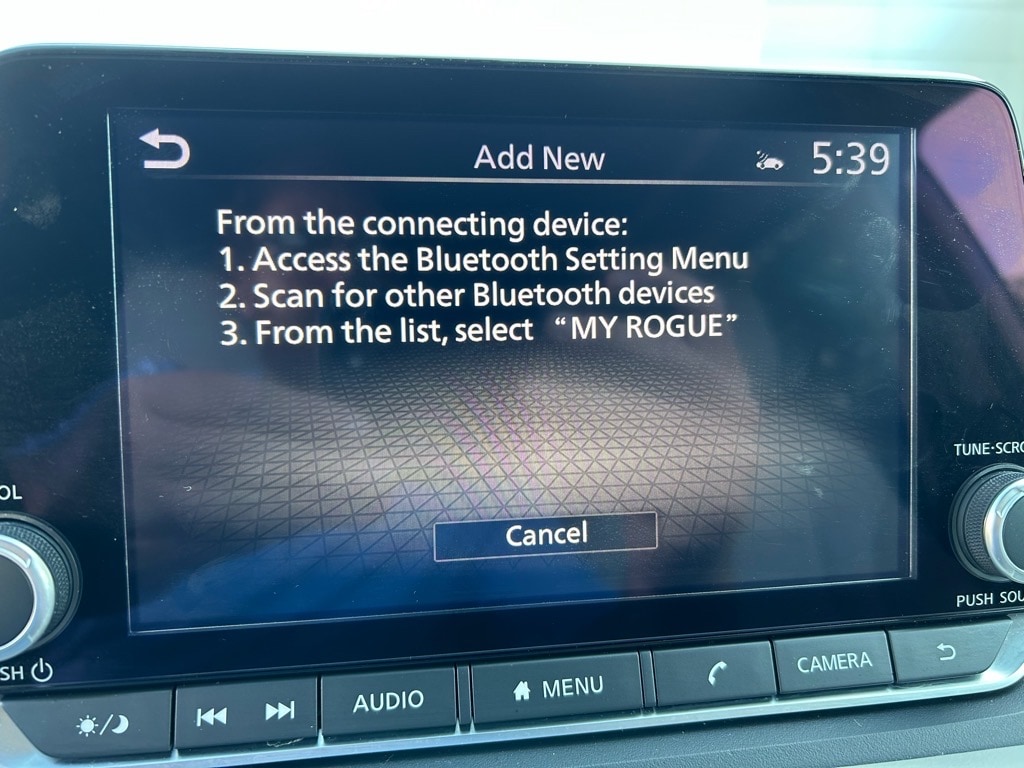 Add New
5:39
From the connecting device:
1. Access the Bluetooth Setting Menu
2. Scan for other Bluetooth devices
3. From the list, select “MY ROGUE”
Cancel
OL
TUNE·SCRO
SH
PUSH SOU
AUDIO
MENU
CAMERA